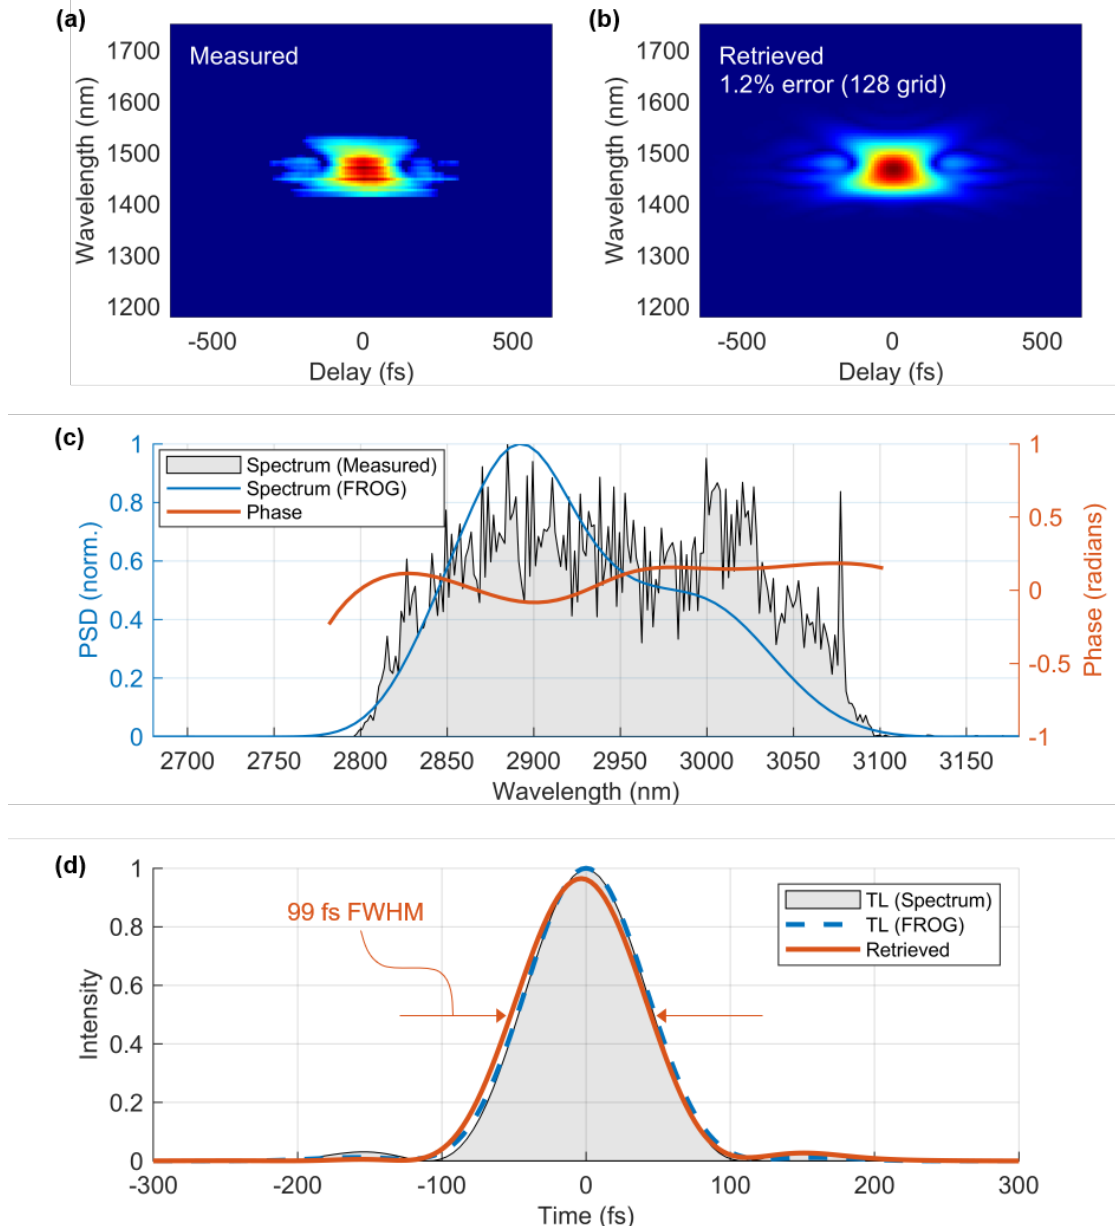 (a)
Measured
1700
1600
1500
1400
1300
1200
Wavelength (nm)
-500 0 500
Delay (fs)
(b)
Retrieved
1.2% error (128 grid)
1700
1600
1500
1400
1300
1200
Wavelength (nm)
-500 0 500
Delay (fs)
(c)
Spectrum (Measured)
Spectrum (FROG)
Phase
1
0.8
0.6
0.4
0.2
0
PSD (norm.)
1
0.5
0
-0.5
-1
Phase (radians)
2700 2750 2800 2850 2900 2950 3000 3050 3100 3150
Wavelength (nm)
(d)
99 fs FWHM
TL (Spectrum)
TL (FROG)
Retrieved
1
0.8
0.6
0.4
0.2
0
Intensity
-300 -200 -100 0 100 200 300
Time (fs)